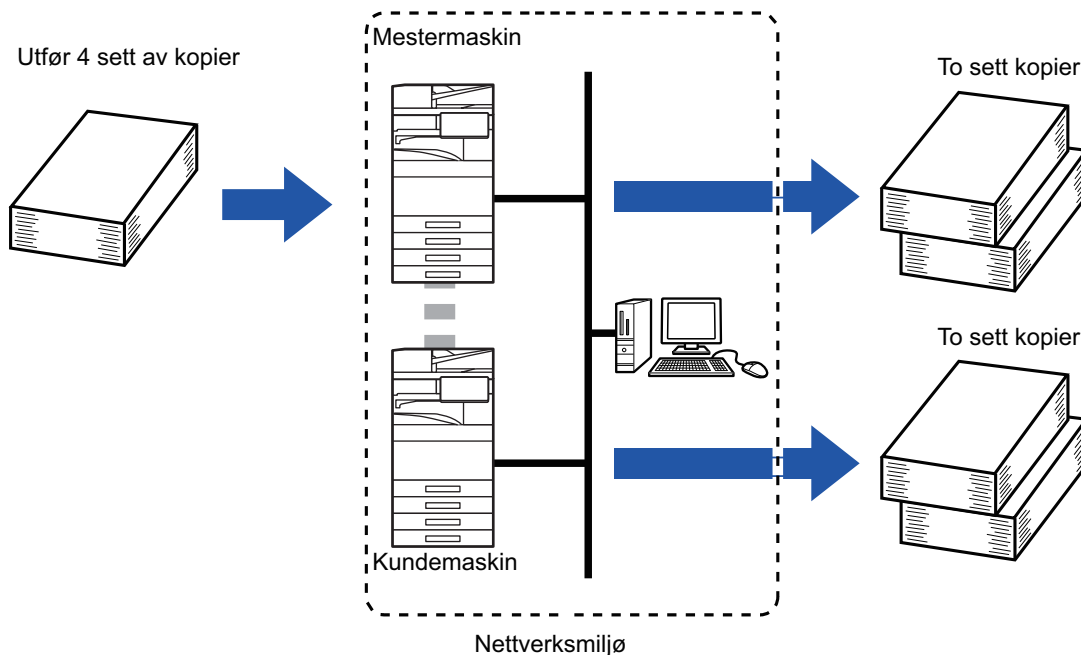 Utfør 4 sett av kopier
Mestermaskin
To sett kopier
To sett kopier
Kundemaskin
Nettverksmiljø